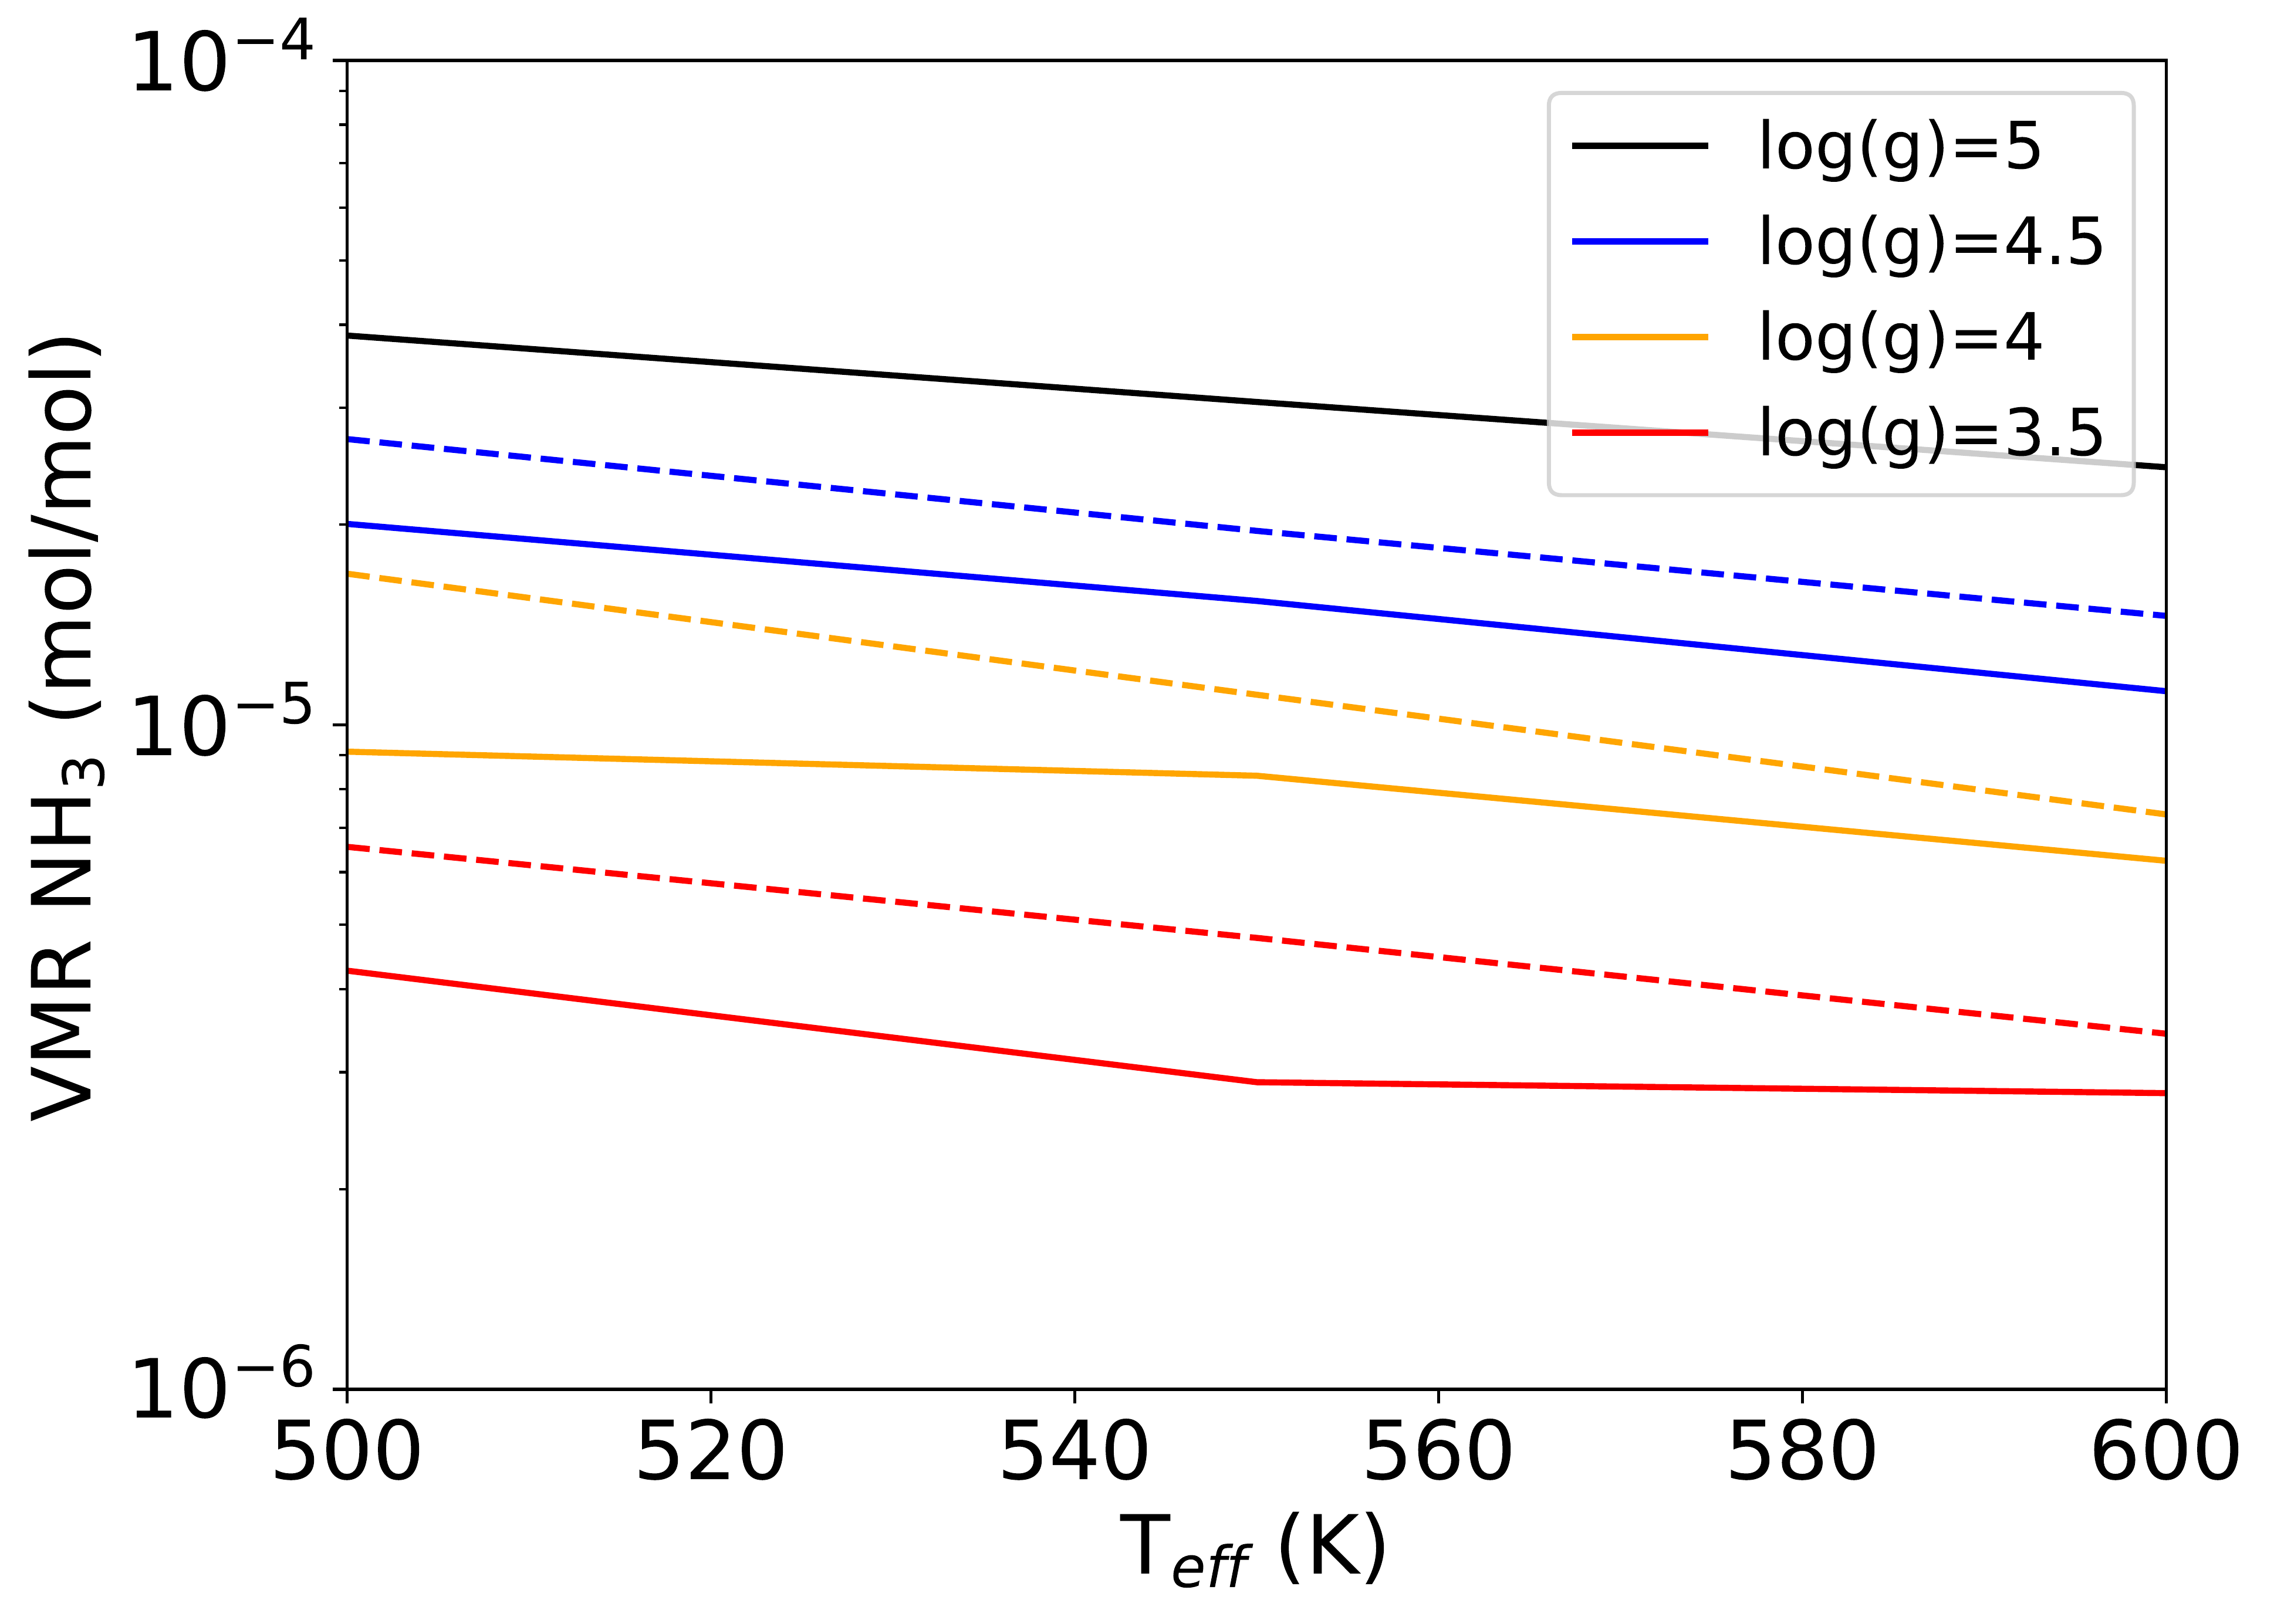 10⁻⁴
10⁻⁵
10⁻⁶
VMR NH₃ (mol/mol)
log(g)=5
log(g)=4.5
log(g)=4
log(g)=3.5
500 520 540 560 580 600
T_eff (K)